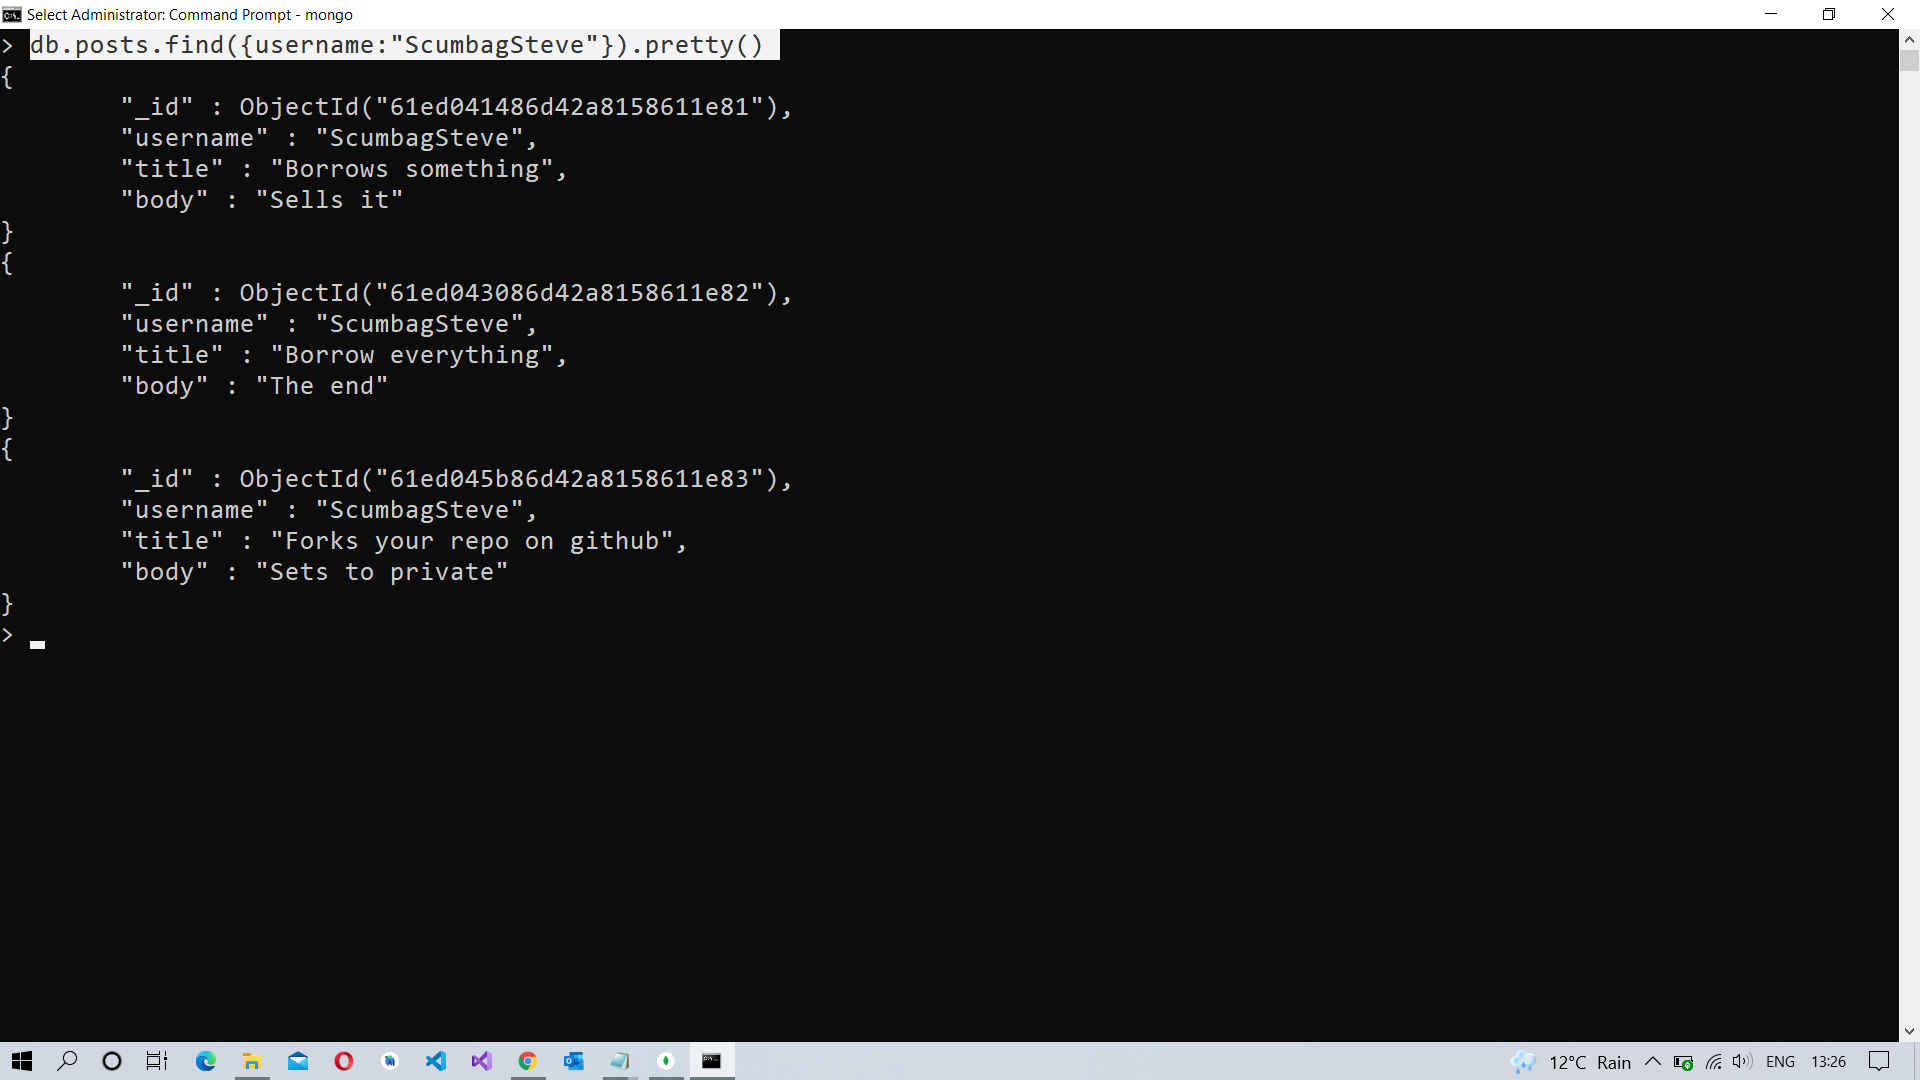 Select Administrator: Command Prompt - mongo
> db.posts.find({username:"ScumbagSteve"}).pretty()
{
"_id" : ObjectId("61ed041486d42a8158611e81"),
"username" : "ScumbagSteve",
"title" : "Borrows something",
"body" : "Sells it"
}
{
"_id" : ObjectId("61ed043086d42a8158611e82"),
"username" : "ScumbagSteve",
"title" : "Borrow everything",
"body" : "The end"
}
{
"_id" : ObjectId("61ed045b86d42a8158611e83"),
"username" : "ScumbagSteve",
"title" : "Forks your repo on github",
"body" : "Sets to private"
}
>
12°C Rain ENG 13:26